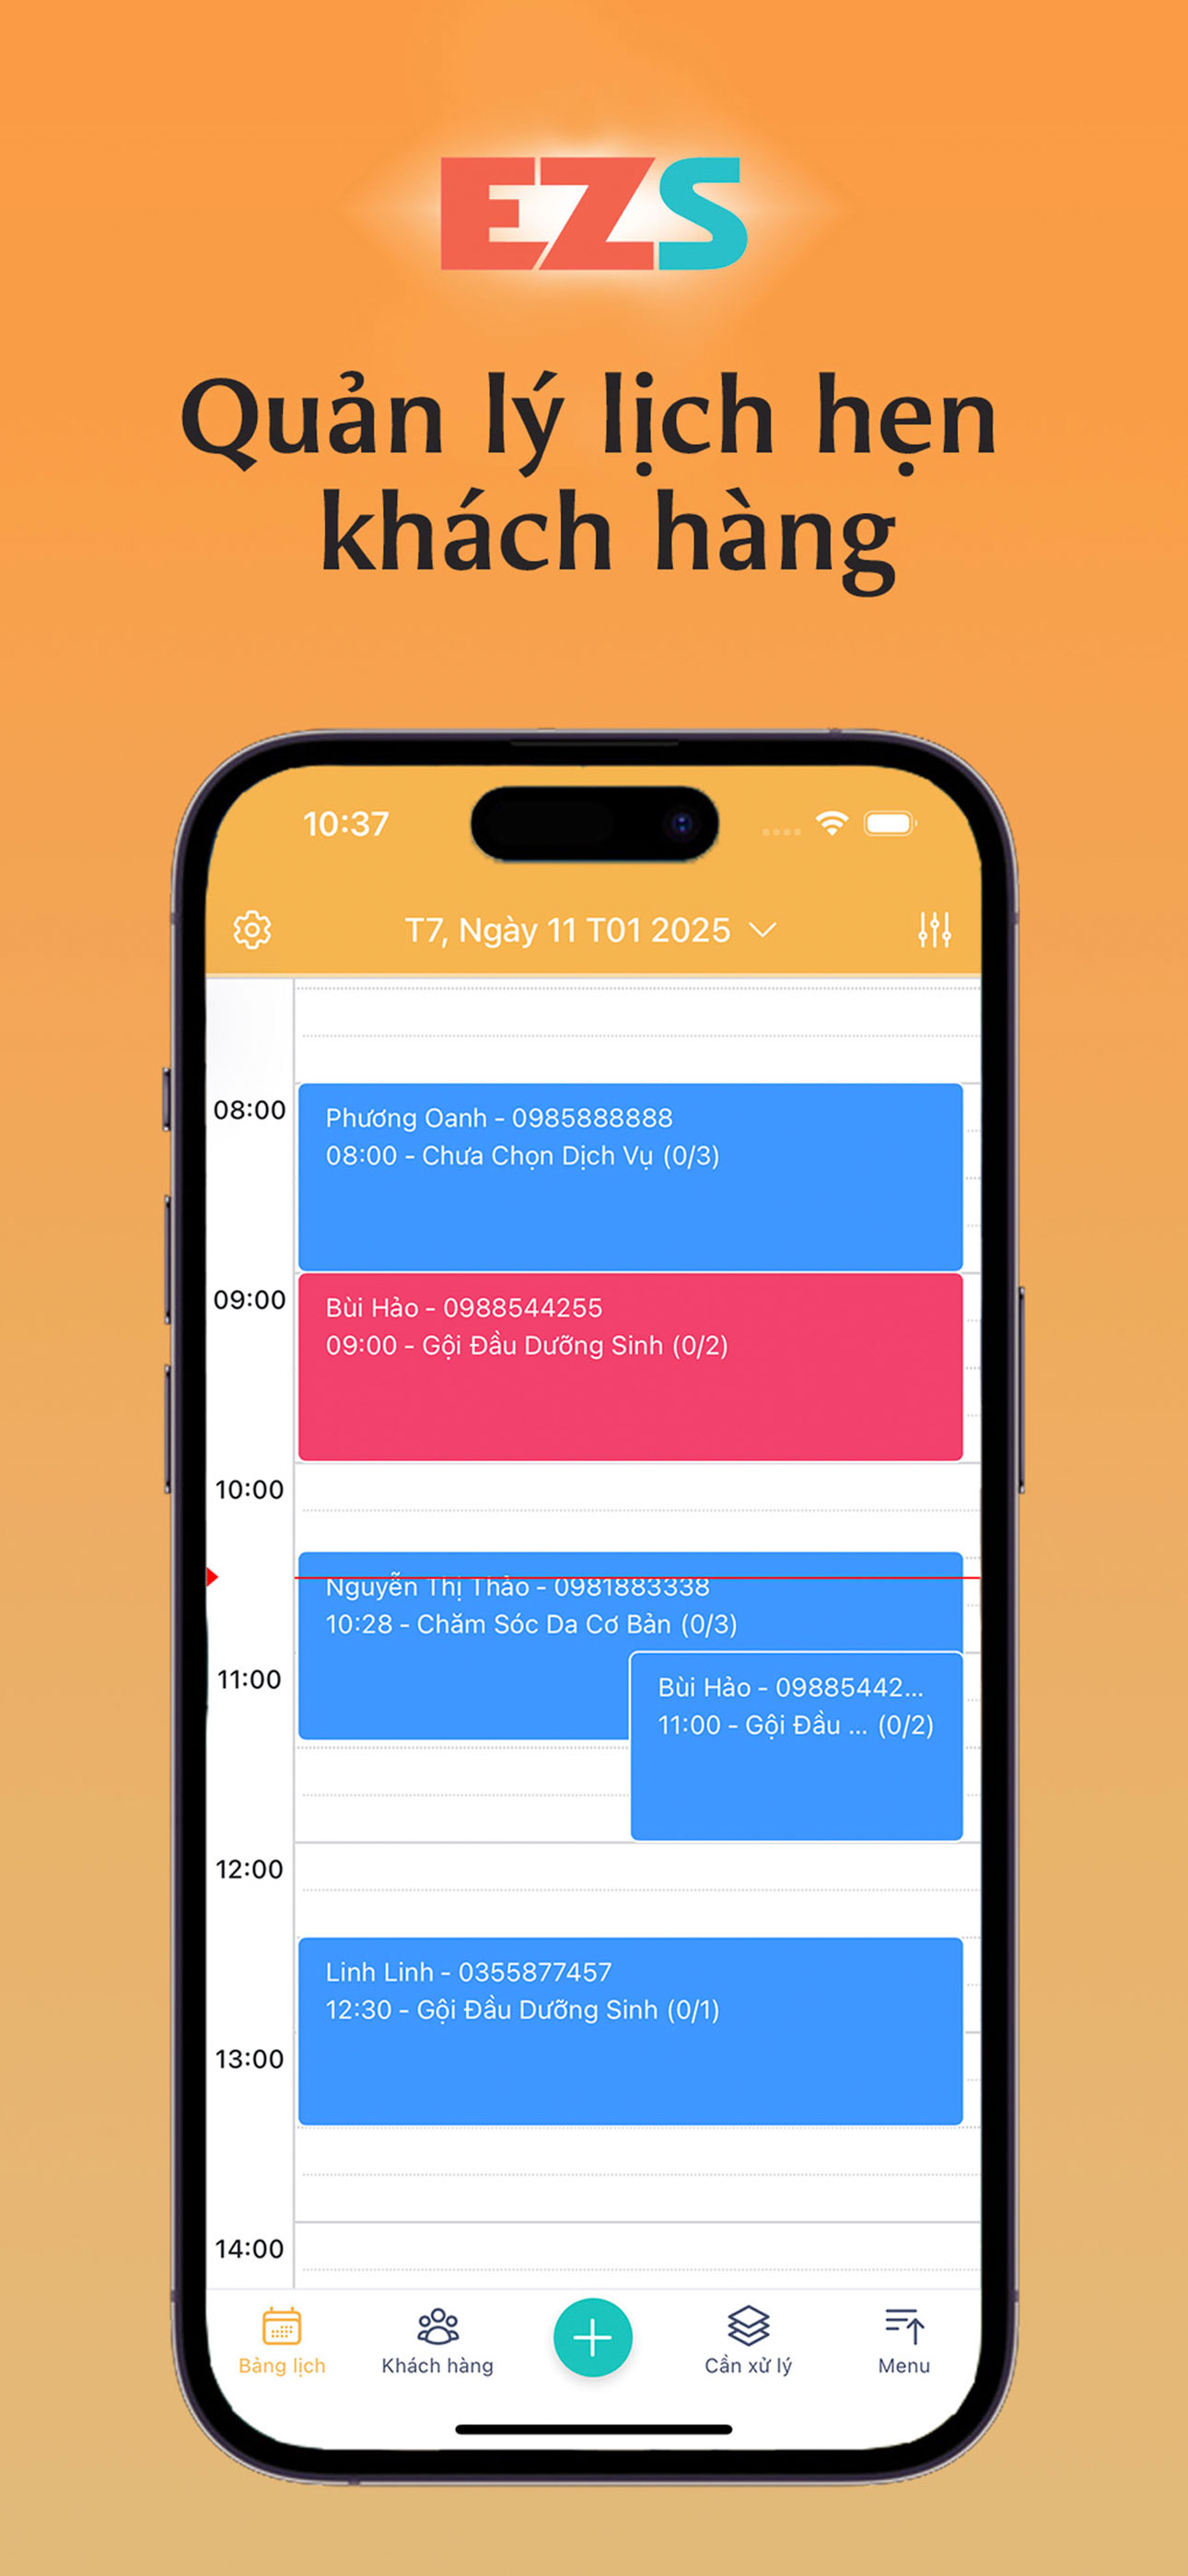 EZS
Quản lý lịch hẹn
khách hàng
10:37
T7, Ngày 11 T01 2025
08:00
Phương Oanh - 0985888888
08:00 - Chưa Chọn Dịch Vụ (0/3)
09:00
Bùi Hảo - 0988544255
09:00 - Gội Đầu Dưỡng Sinh (0/2)
10:00
Nguyễn Thị Thảo - 0981883338
10:28 - Chăm Sóc Da Cơ Bản (0/3)
11:00
Bùi Hảo - 09885442...
11:00 - Gội Đầu ... (0/2)
12:00
Linh Linh - 0355877457
12:30 - Gội Đầu Dưỡng Sinh (0/1)
13:00
14:00
Bảng lịch
Khách hàng
Cần xử lý
Menu